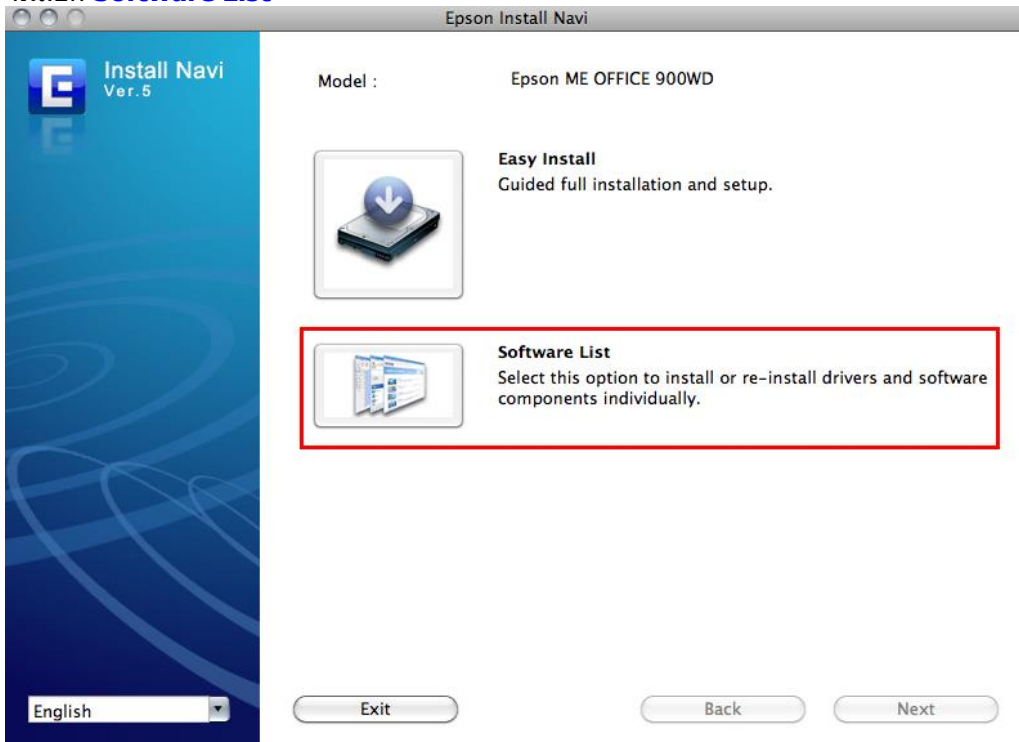 Software List
Epson Install Navi
Install Navi
Ver.5
Model :
Epson ME OFFICE 900WD
Easy Install
Guided full installation and setup.
Software List
Select this option to install or re-install drivers and software
components individually.
English
Exit
Back
Next